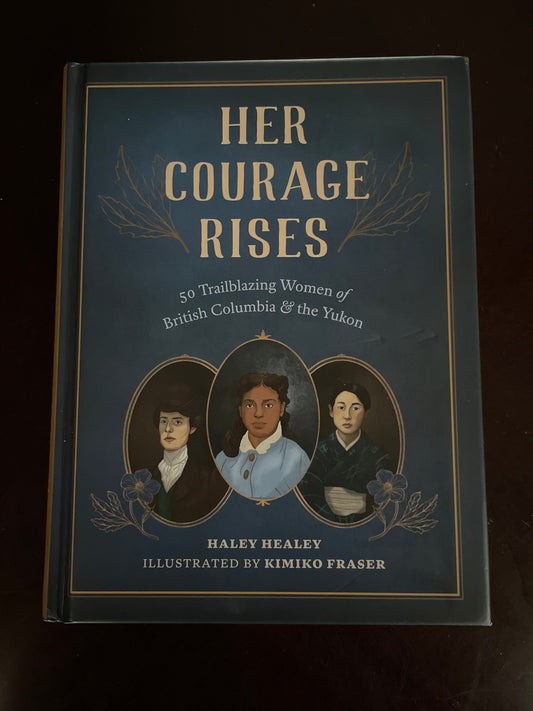 HER
COURAGE
RISES
50 Trailblazing Women of
British Columbia & the Yukon
HALEY HEALEY
ILLUSTRATED BY KIMIKO FRASER